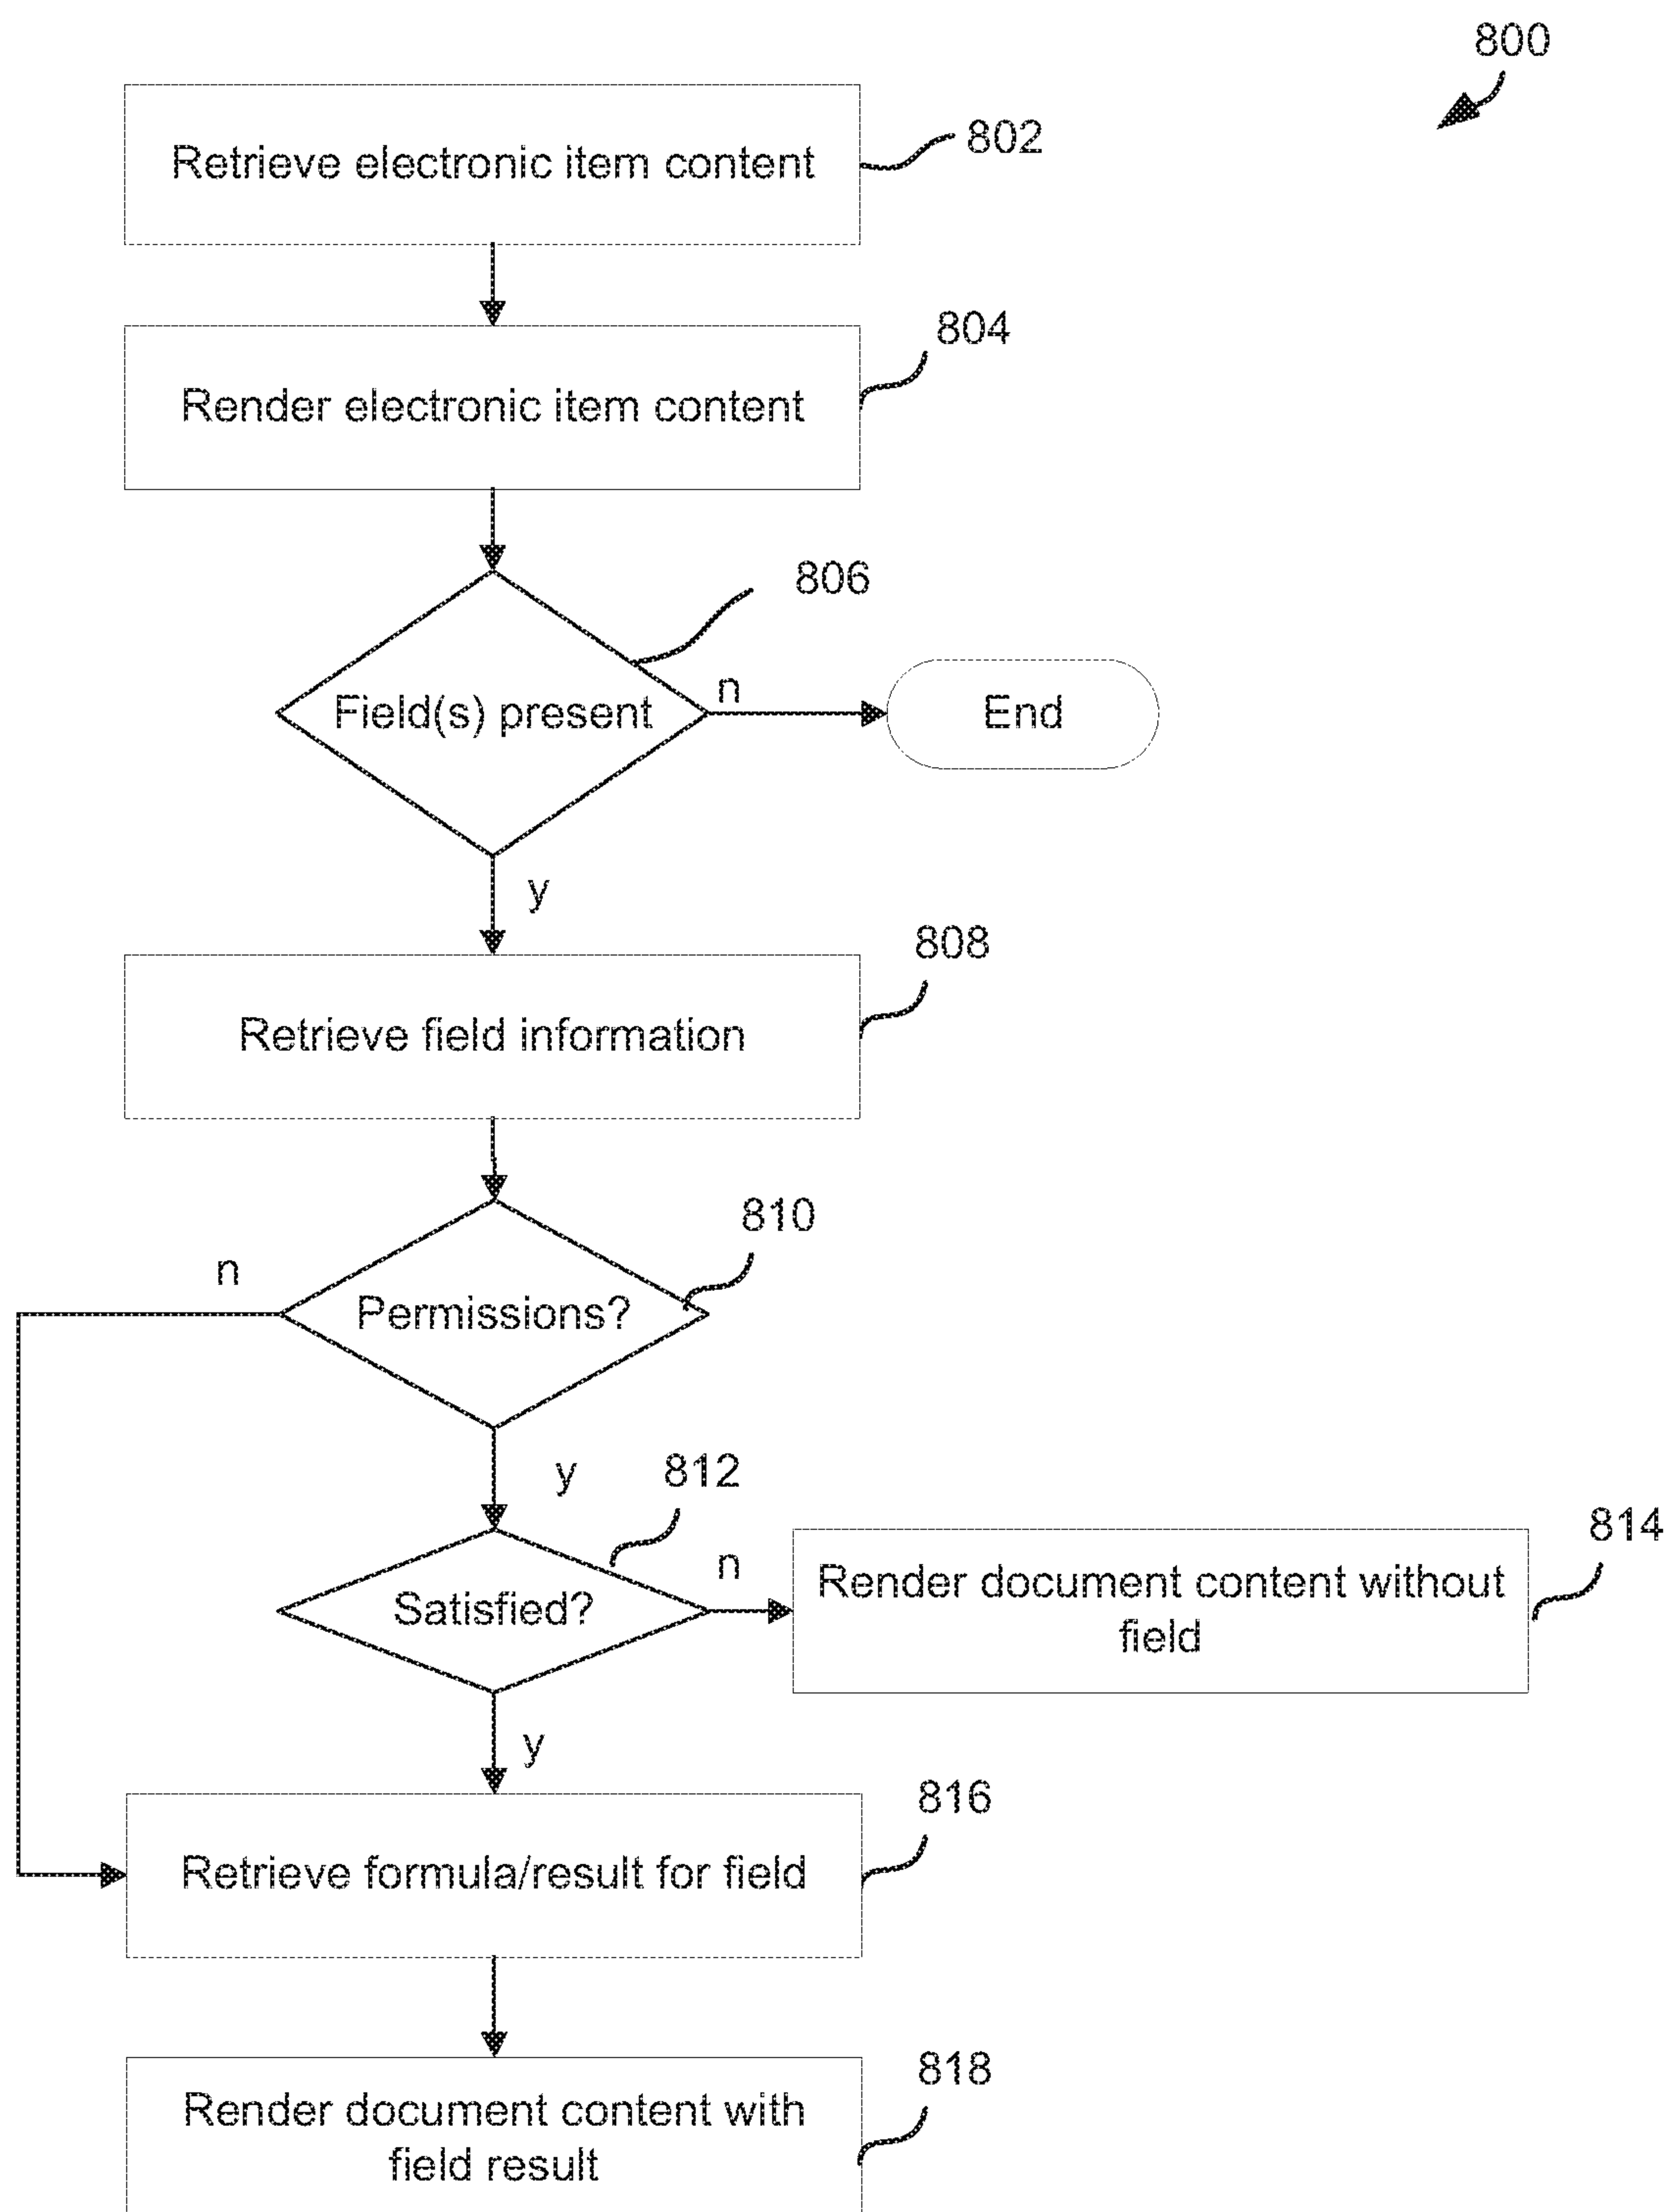 800
Retrieve electronic item content
802
Render electronic item content
804
806
Field(s) present
n
End
y
Retrieve field information
808
810
n
Permissions?
y
812
Satisfied?
n
Render document content without
field
814
y
Retrieve formula/result for field
816
Render document content with
field result
818